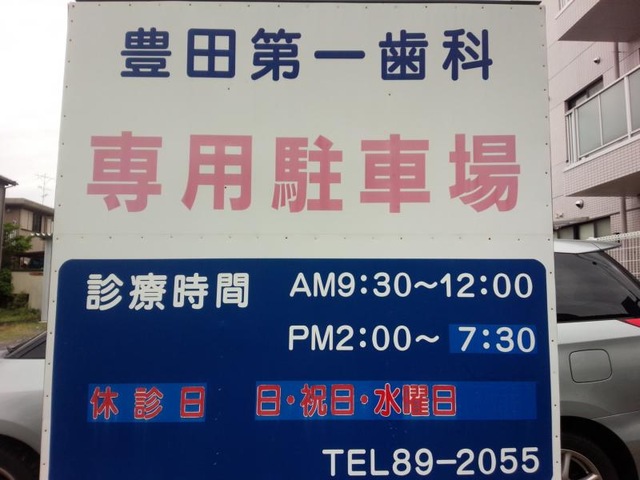 豊田第一歯科
専用駐車場
診療時間 AM9:30~12:00
PM2:00~ 7:30
休診日 日・祝日・水曜日
TEL89-2055